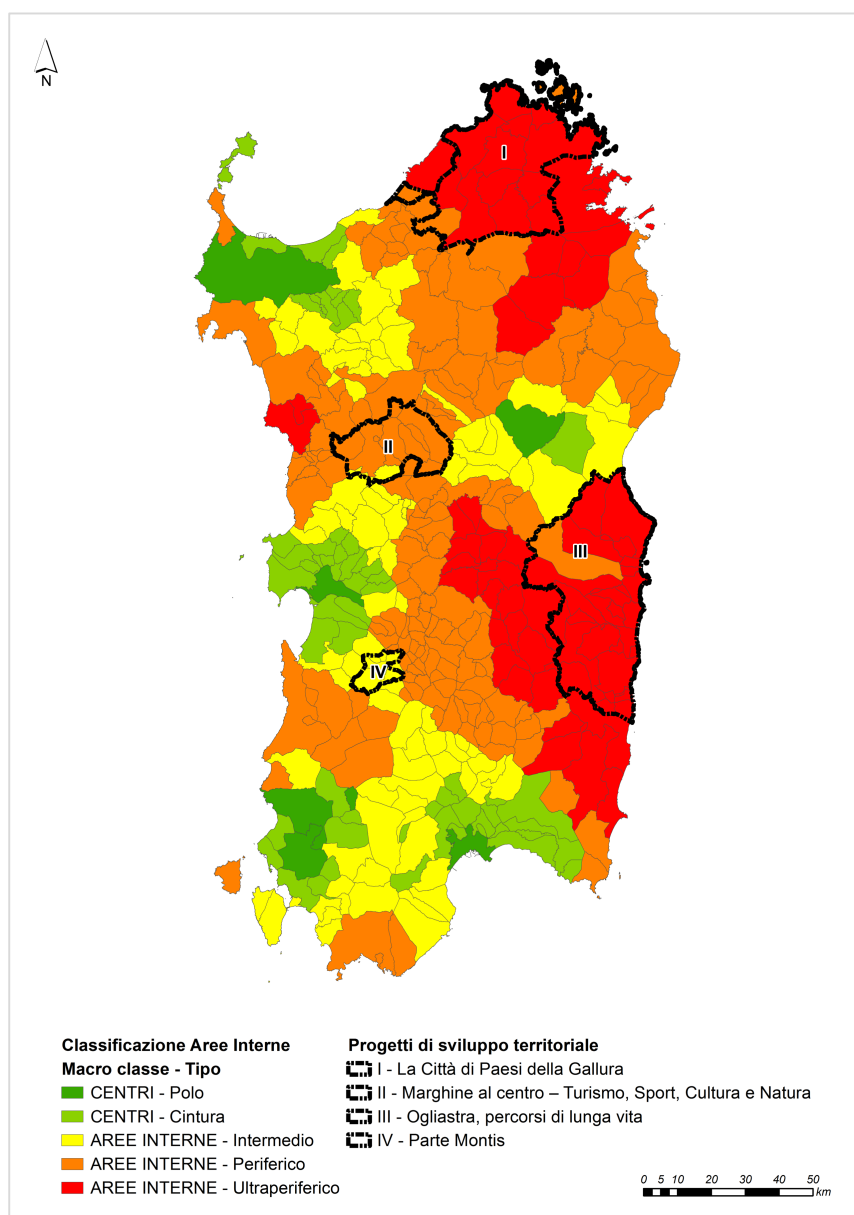 N
I
II
III
IV
Classificazione Aree Interne
Macro classe - Tipo
CENTRI - Polo
CENTRI - Cintura
AREE INTERNE - Intermedio
AREE INTERNE - Periferico
AREE INTERNE - Ultraperiferico
Progetti di sviluppo territoriale
I - La Città di Paesi della Gallura
II - Marghine al centro – Turismo, Sport, Cultura e Natura
III - Ogliastra, percorsi di lunga vita
IV - Parte Montis
0 5 10 20 30 40 50
km